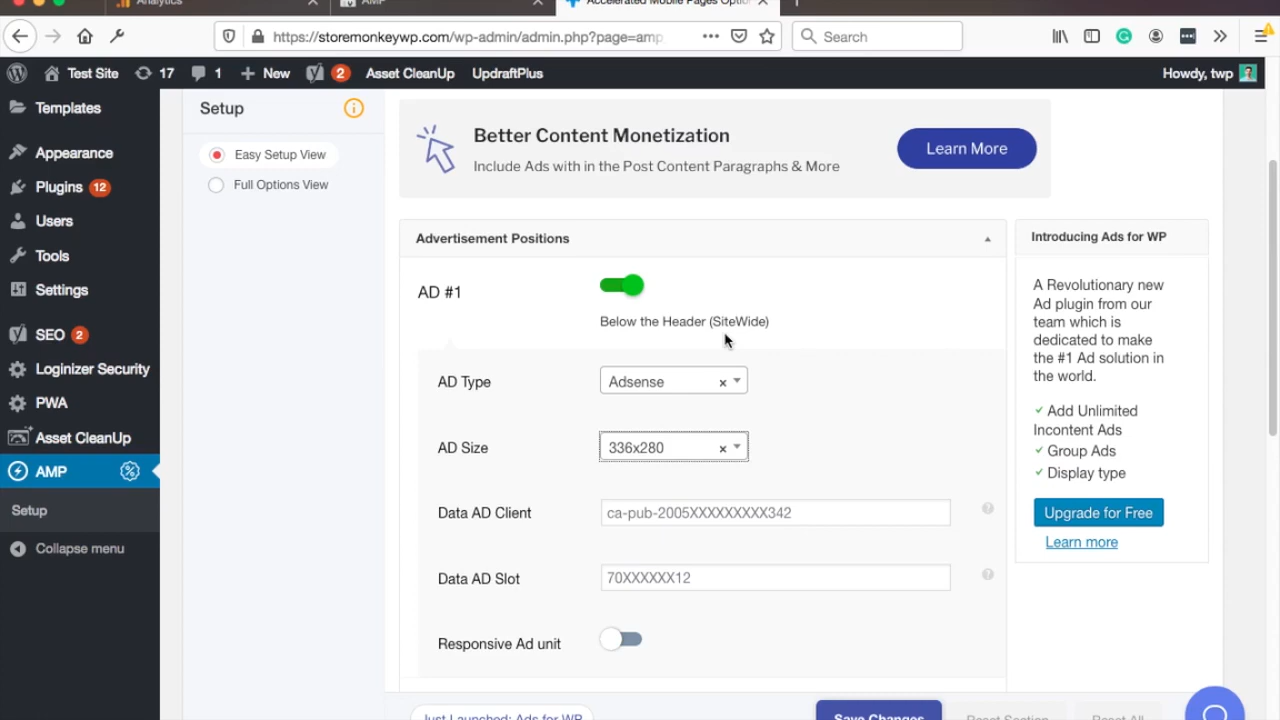 Analytics
AMP
Accelerated Mobile Pages Optio
https://storemonkeywp.com/wp-admin/admin.php?page=amp_
Search
Test Site
17
1
New
2
Asset CleanUp
UpdraftPlus
Howdy, twp
Templates
Appearance
Plugins 12
Users
Tools
Settings
SEO 2
Loginizer Security
PWA
Asset CleanUp
AMP
Setup
Collapse menu
Setup
Easy Setup View
Full Options View
Better Content Monetization
Include Ads with in the Post Content Paragraphs & More
Learn More
Advertisement Positions
AD #1
Below the Header (SiteWide)
AD Type
Adsense
AD Size
336x280
Data AD Client
ca-pub-2005XXXXXXXXX342
Data AD Slot
70XXXXXX12
Responsive Ad unit
Introducing Ads for WP
A Revolutionary new
Ad plugin from our
team which is
dedicated to make
the #1 Ad solution in
the world.
Add Unlimited
Incontent Ads
Group Ads
Display type
Upgrade for Free
Learn more
Just Launched: Ads for WP
Save Changes
Reset Section
Reset All